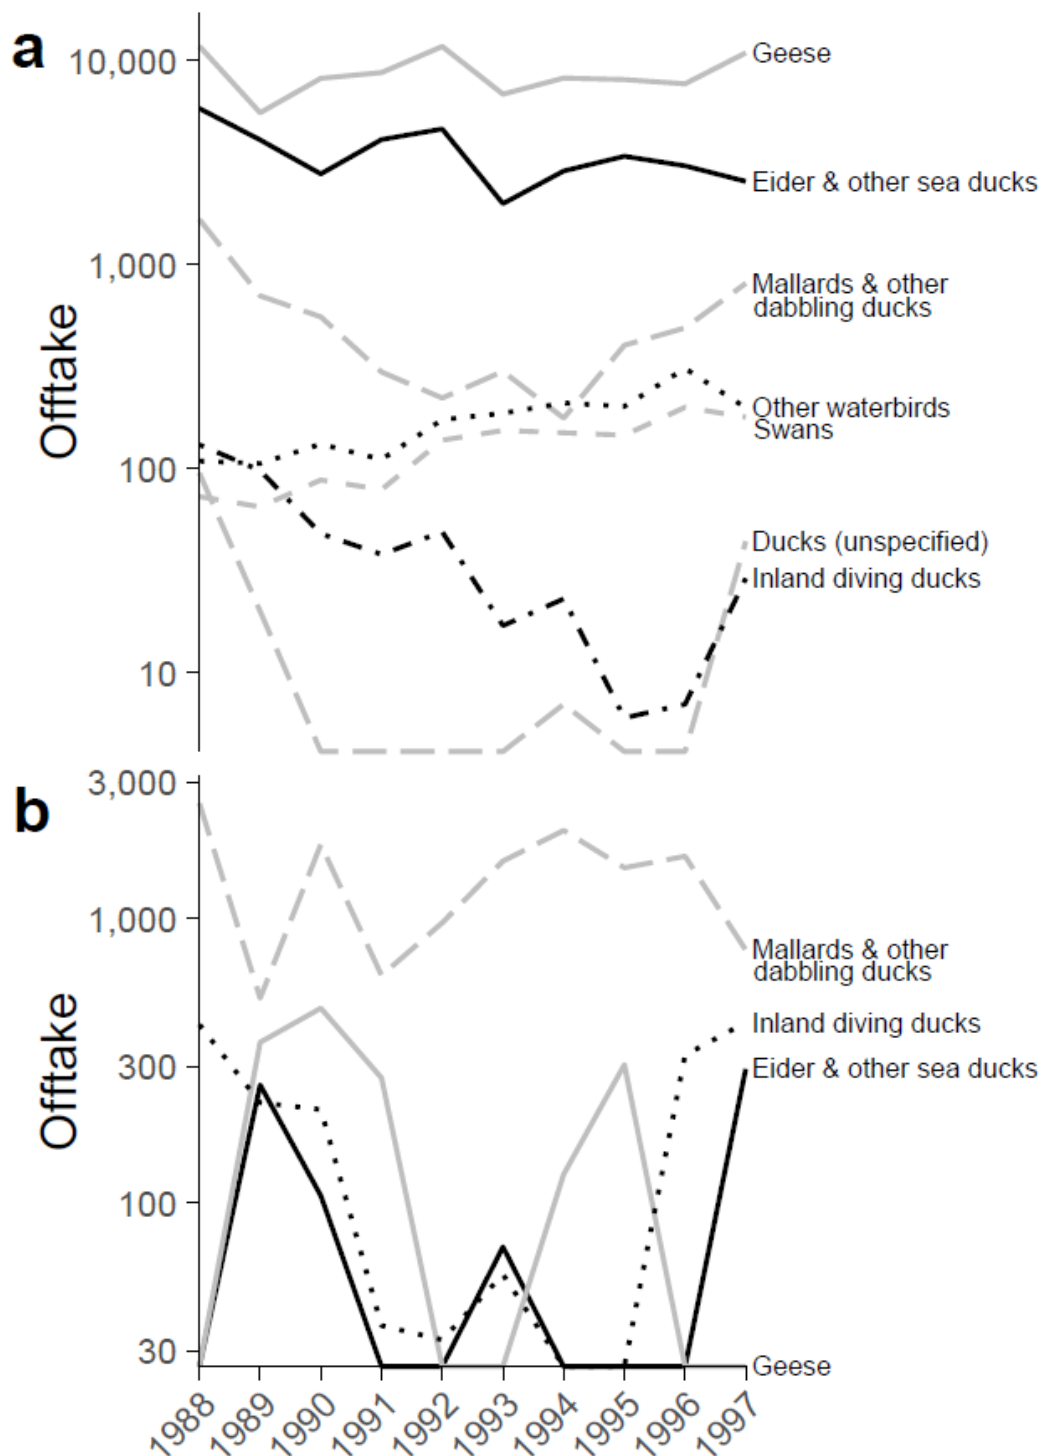 a
10,000
1,000
100
10
Offtake
Geese
Eider & other sea ducks
Mallards & other
dabbling ducks
Other waterbirds
Swans
Ducks (unspecified)
Inland diving ducks
b
3,000
1,000
300
100
30
Offtake
Mallards & other
dabbling ducks
Inland diving ducks
Eider & other sea ducks
Geese
1988 1989 1990 1991 1992 1993 1994 1995 1996 1997